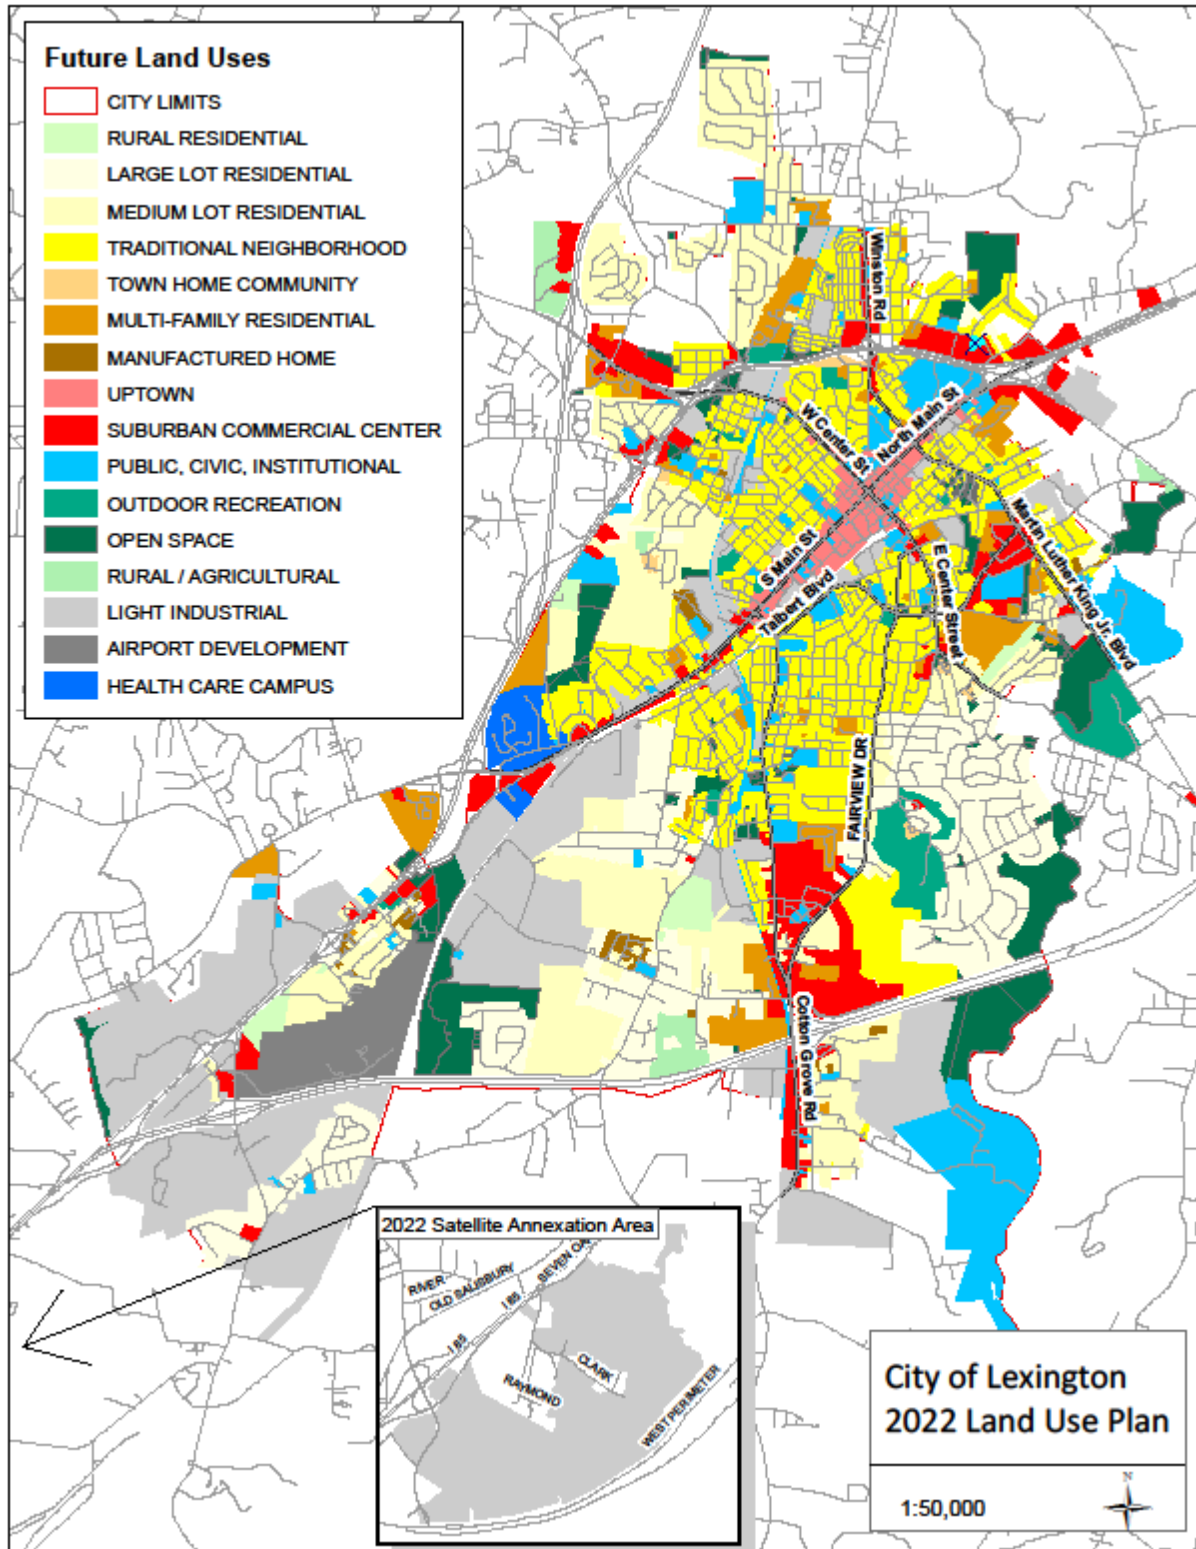 Future Land Uses
CITY LIMITS
RURAL RESIDENTIAL
LARGE LOT RESIDENTIAL
MEDIUM LOT RESIDENTIAL
TRADITIONAL NEIGHBORHOOD
TOWN HOME COMMUNITY
MULTI-FAMILY RESIDENTIAL
MANUFACTURED HOME
UPTOWN
SUBURBAN COMMERCIAL CENTER
PUBLIC, CIVIC, INSTITUTIONAL
OUTDOOR RECREATION
OPEN SPACE
RURAL / AGRICULTURAL
LIGHT INDUSTRIAL
AIRPORT DEVELOPMENT
HEALTH CARE CAMPUS
Winston Rd
W Center St
North Main St
S Main St
Talbert Blvd
E Center Street
Martin Luther King Jr. Blvd
FAIRVIEW DR
Cotton Grove Rd
2022 Satellite Annexation Area
RIVER
OLD SALISBURY
SEVEN OA
I 85
I 85
CLARK
RAYMOND
WEST PERIMETER
City of Lexington
2022 Land Use Plan
N
1:50,000